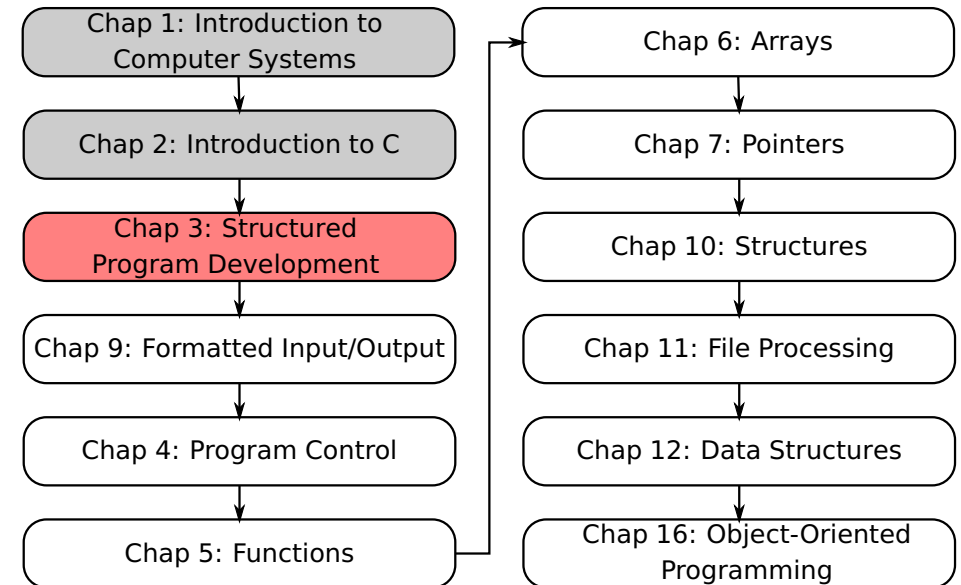 Chap 1: Introduction to
Computer Systems
Chap 2: Introduction to C
Chap 3: Structured
Program Development
Chap 9: Formatted Input/Output
Chap 4: Program Control
Chap 5: Functions
Chap 6: Arrays
Chap 7: Pointers
Chap 10: Structures
Chap 11: File Processing
Chap 12: Data Structures
Chap 16: Object-Oriented
Programming